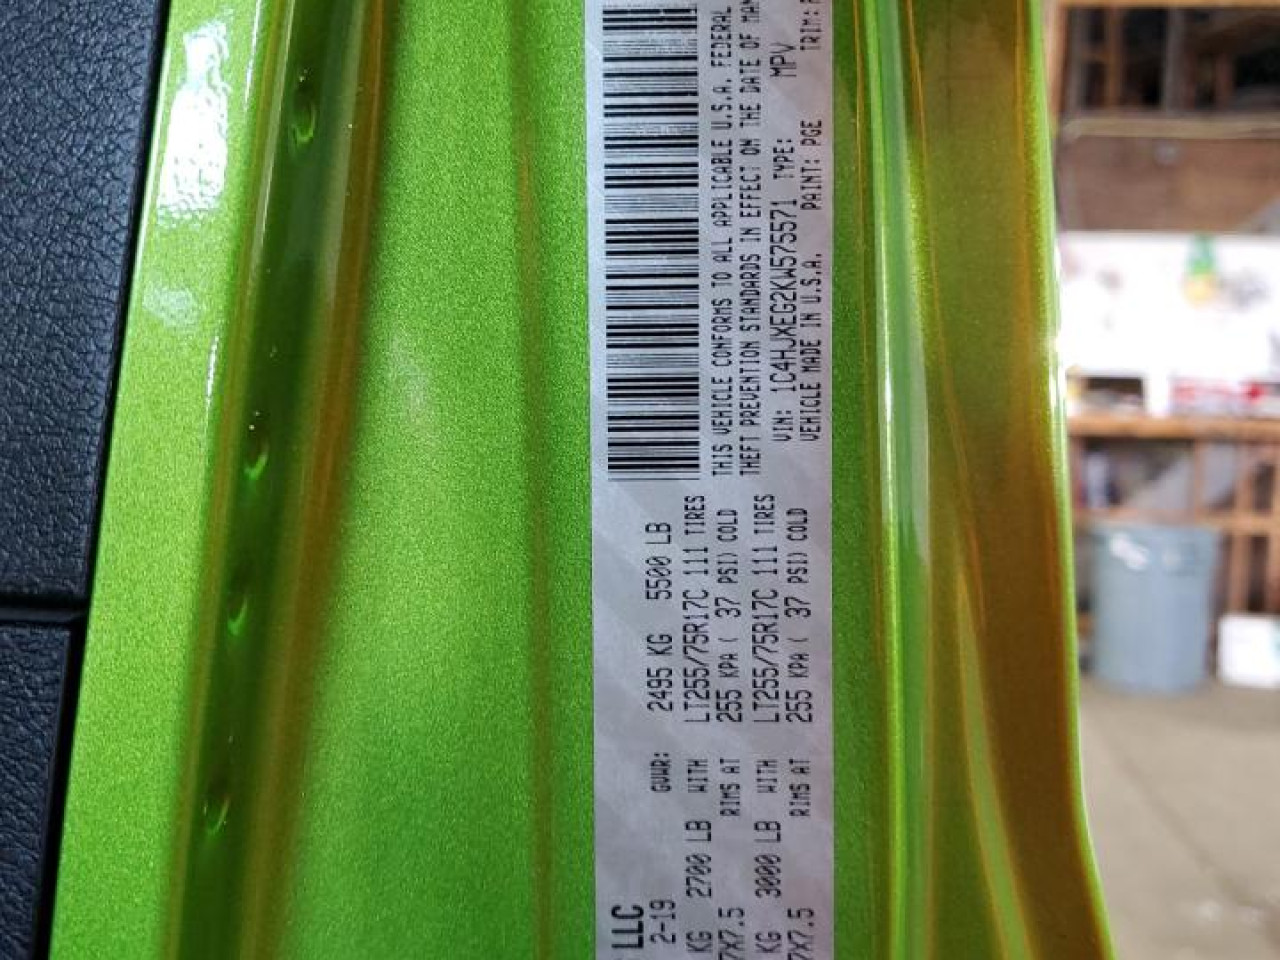 LLC
2-19 GVWR: 2495 KG 5500 LB
KG 2700 LB WITH LT255/75R17C 111 TIRES
7X7.5 RIMS AT 255 KPA ( 37 PSI) COLD
KG 3000 LB WITH LT255/75R17C 111 TIRES
7X7.5 RIMS AT 255 KPA ( 37 PSI) COLD
THIS VEHICLE CONFORMS TO ALL APPLICABLE U.S.A. FEDERAL
THEFT PREVENTION STANDARDS IN EFFECT ON THE DATE OF MAN
VIN: 1C4HJXEG2KW575571 TYPE: MPV
VEHICLE MADE IN U.S.A. PAINT: PGE TRIM: